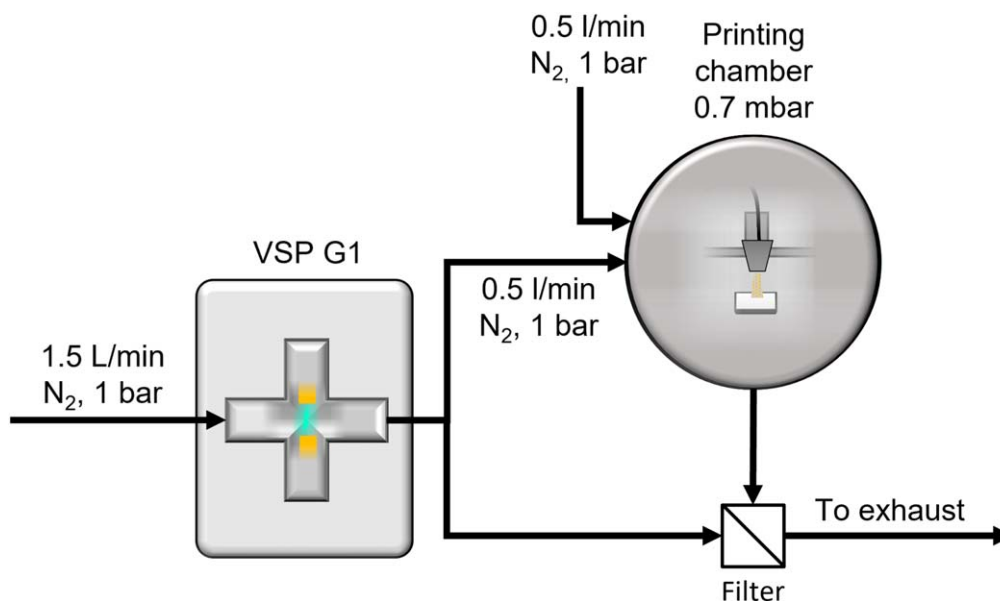 0.5 l/min
N₂, 1 bar
Printing
chamber
0.7 mbar
VSP G1
0.5 l/min
N₂, 1 bar
1.5 L/min
N₂, 1 bar
To exhaust
Filter